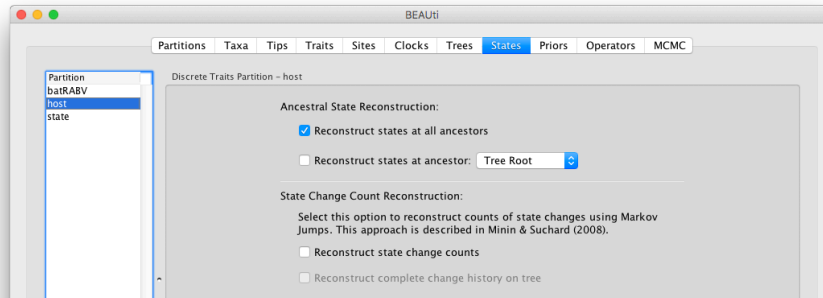 BEAUti
Partitions Taxa Tips Traits Sites Clocks Trees States Priors Operators MCMC
Partition
batRABV
host
state
Discrete Traits Partition – host
Ancestral State Reconstruction:
Reconstruct states at all ancestors
Reconstruct states at ancestor: Tree Root
State Change Count Reconstruction:
Select this option to reconstruct counts of state changes using Markov
Jumps. This approach is described in Minin & Suchard (2008).
Reconstruct state change counts
Reconstruct complete change history on tree